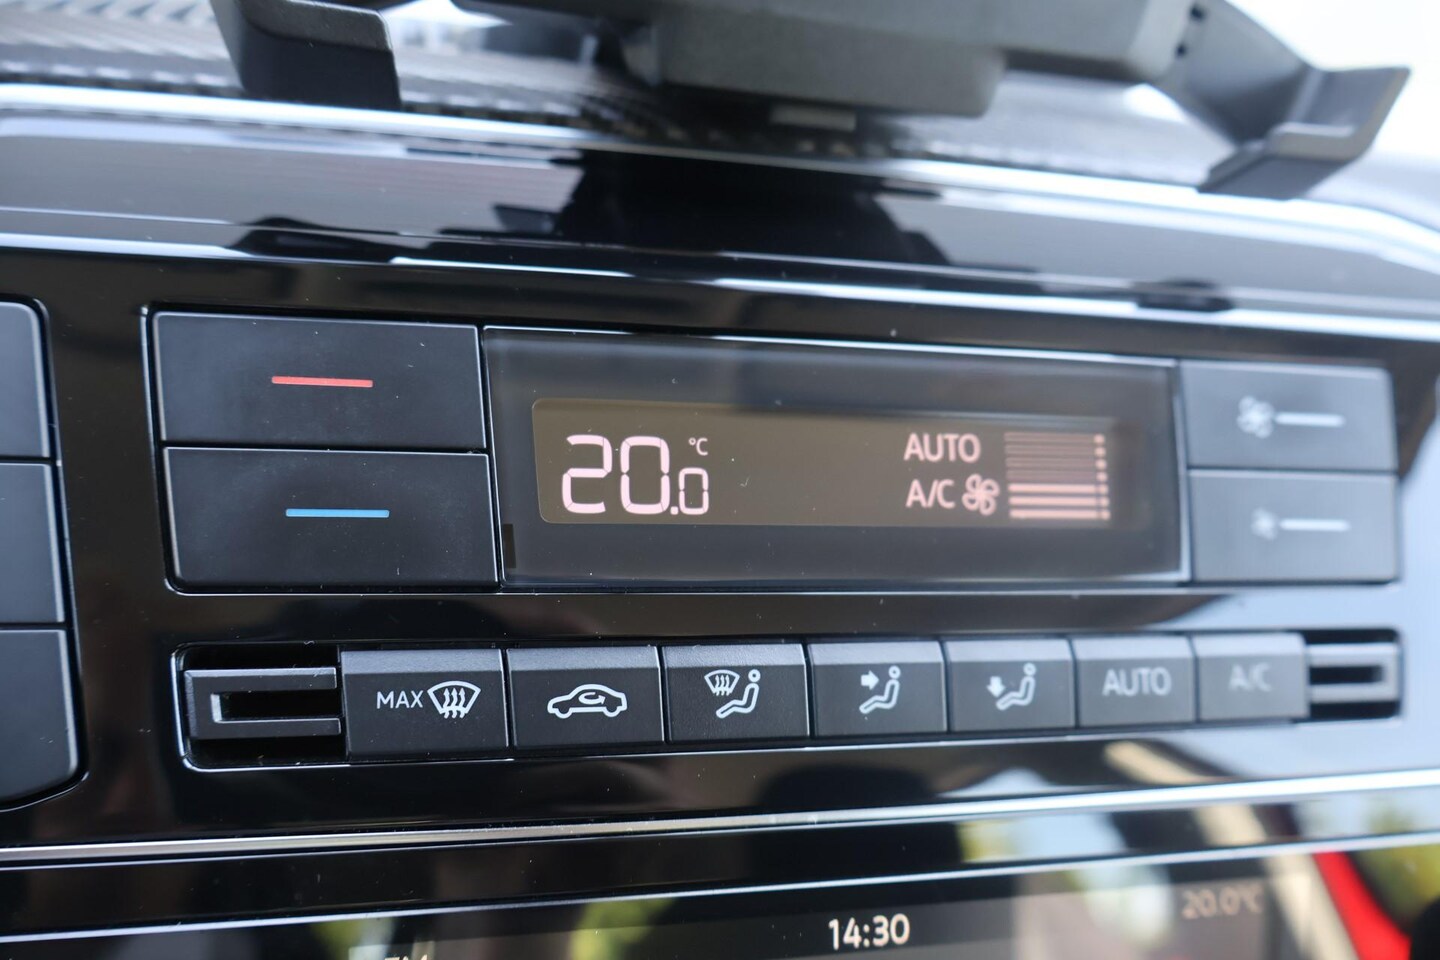 20.0 °C AUTO
A/C
MAX AUTO A/C
14:30 20.0°C